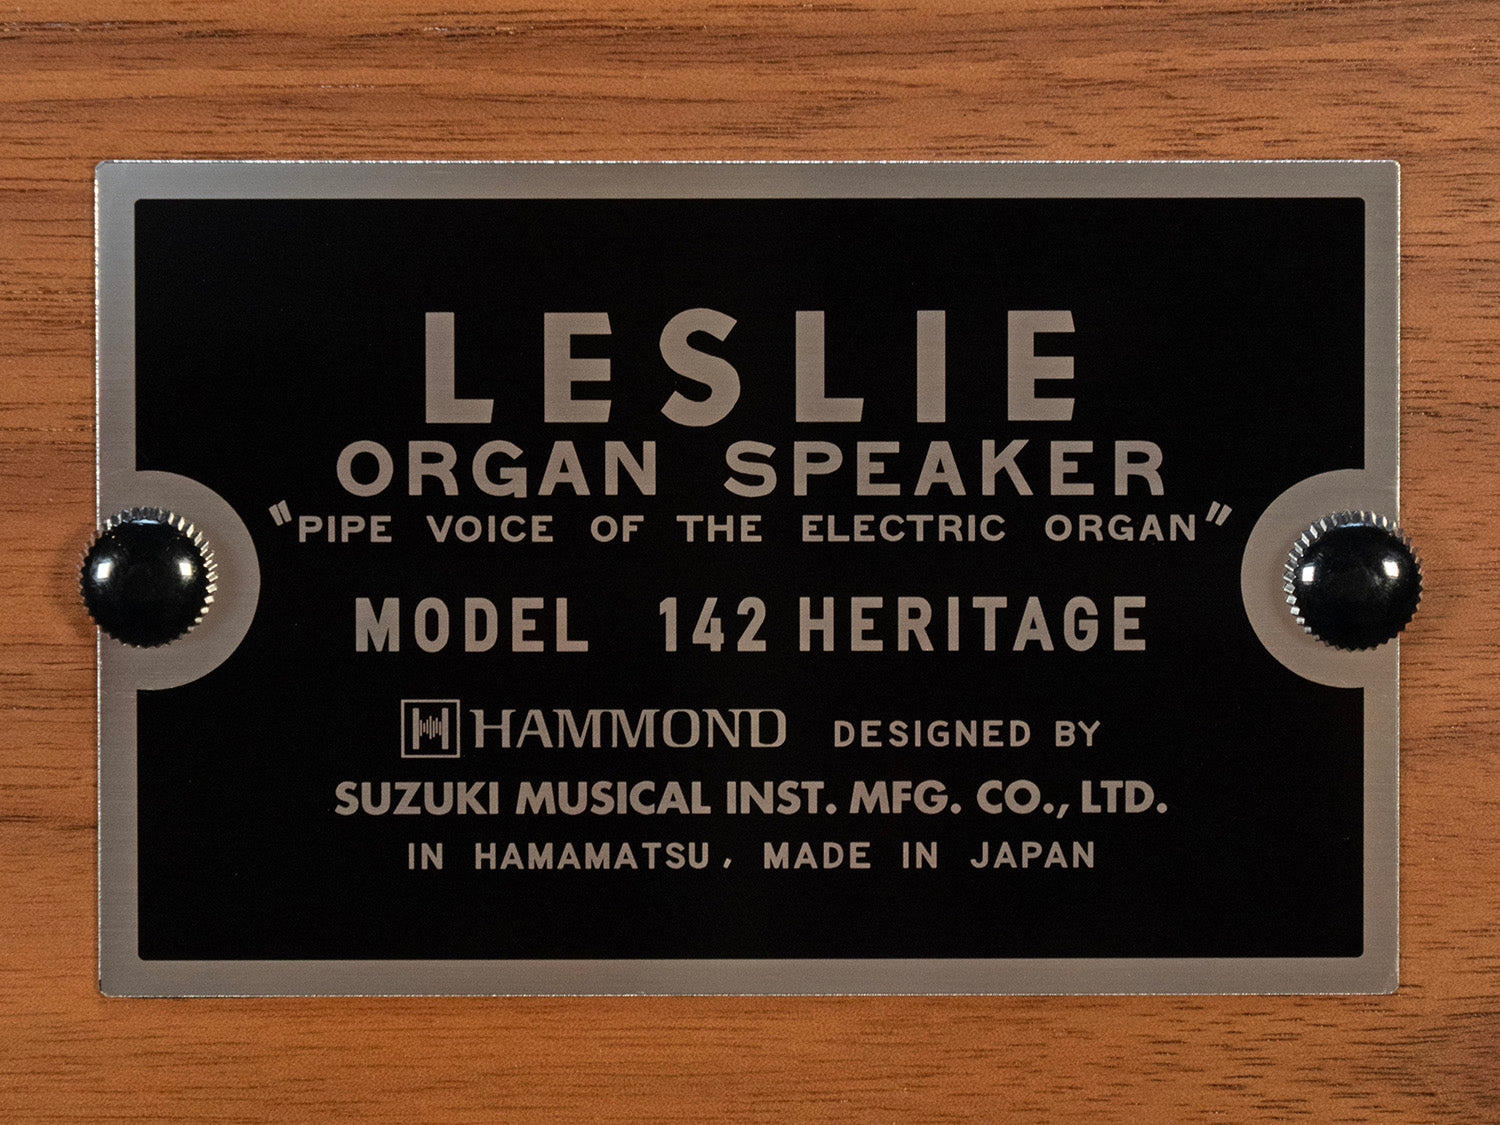 LESLIE
ORGAN SPEAKER
"PIPE VOICE OF THE ELECTRIC ORGAN"
MODEL 142 HERITAGE
H HAMMOND DESIGNED BY
SUZUKI MUSICAL INST. MFG. CO., LTD.
IN HAMAMATSU, MADE IN JAPAN